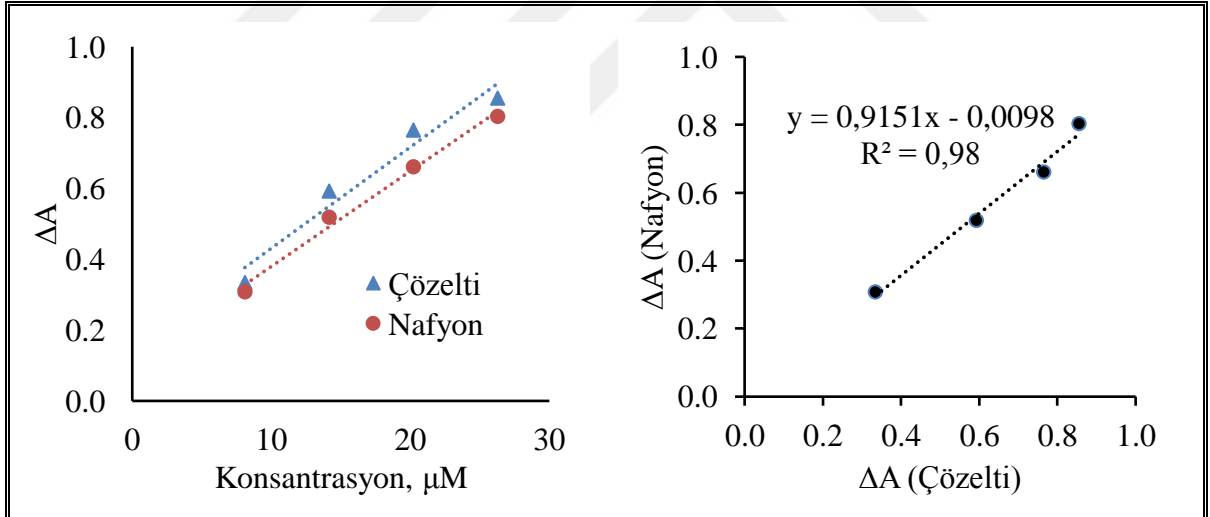 1.0
0.8
0.6
0.4
0.2
0.0
ΔA
0
10
20
30
Konsantrasyon, μM
Çözelti
Nafyon
1.0
0.8
0.6
0.4
0.2
0.0
ΔA (Nafyon)
y = 0,9151x - 0,0098
R² = 0,98
0.0
0.2
0.4
0.6
0.8
1.0
ΔA (Çözelti)